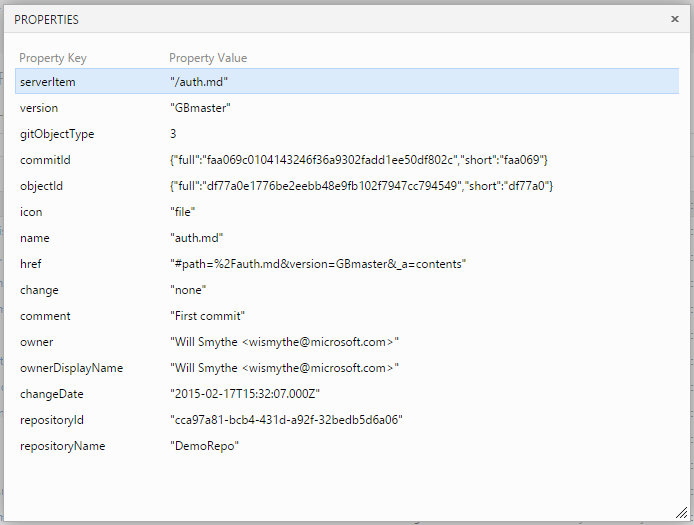 PROPERTIES
Property Key Property Value
serverItem "/auth.md"
version "GBmaster"
gitObjectType 3
commitId {"full":"faa069c0104143246f36a9302fadd1ee50df802c","short":"faa069"}
objectId {"full":"df77a0e1776be2eebb48e9fb102f7947cc794549","short":"df77a0"}
icon "file"
name "auth.md"
href "#path=%2Fauth.md&version=GBmaster&_a=contents"
change "none"
comment "First commit"
owner "Will Smythe <wismythe@microsoft.com>"
ownerDisplayName "Will Smythe <wismythe@microsoft.com>"
changeDate "2015-02-17T15:32:07.000Z"
repositoryId "cca97a81-bcb4-431d-a92f-32bedb5d6a06"
repositoryName "DemoRepo"